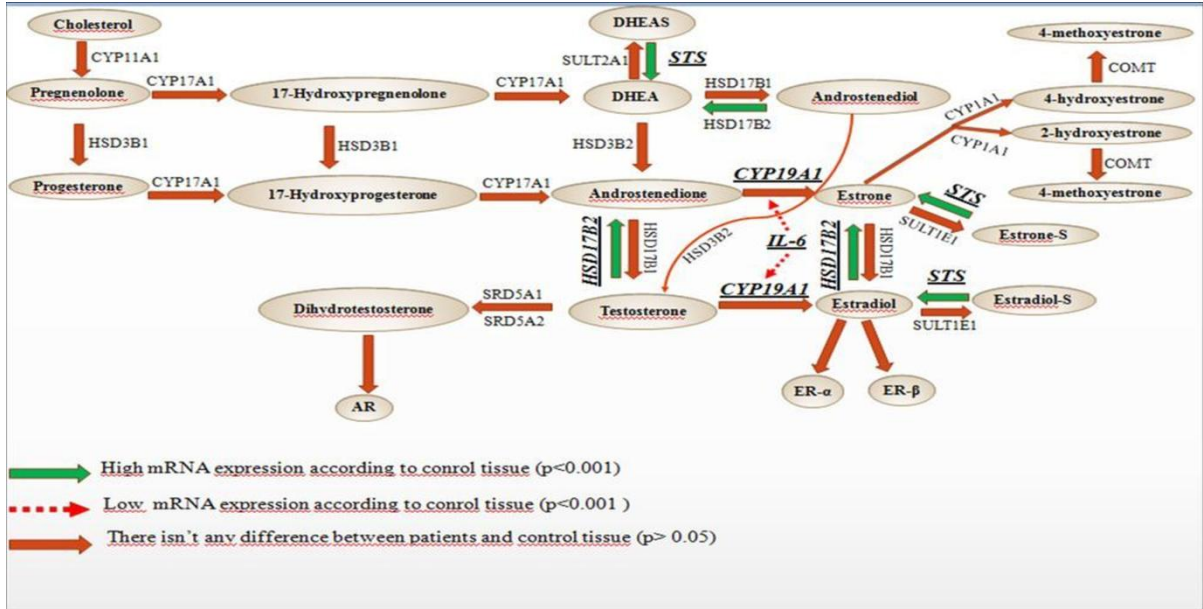 Cholesterol
DHEAS
4-methoxyestrone
CYP11A1
SULT2A1
STS
COMT
Pregnenolone
CYP17A1
17-Hydroxypregnenolone
CYP17A1
DHEA
HSD17B1
HSD17B2
Androstenediol
CYP1A1
4-hydroxyestrone
2-hydroxyestrone
CYP1A1
HSD3B1
HSD3B1
HSD3B2
COMT
Progesterone
CYP17A1
17-Hydroxyprogesterone
CYP17A1
Androstenedione
CYP19A1
Estrone
4-methoxyestrone
STS
SULT1E1
Estrone-S
HSD17B2
HSD17B1
HSD3B2
IL-6
HSD17B2
HSD17B1
Dihydrotestosterone
SRD5A1
SRD5A2
Testosterone
CYP19A1
Estradiol
STS
SULT1E1
Estradiol-S
AR
ER-α
ER-β
High mRNA expression according to conrol tissue (p<0.001)
Low mRNA expression according to conrol tissue (p<0.001 )
There isn't any difference between patients and control tissue (p> 0.05)